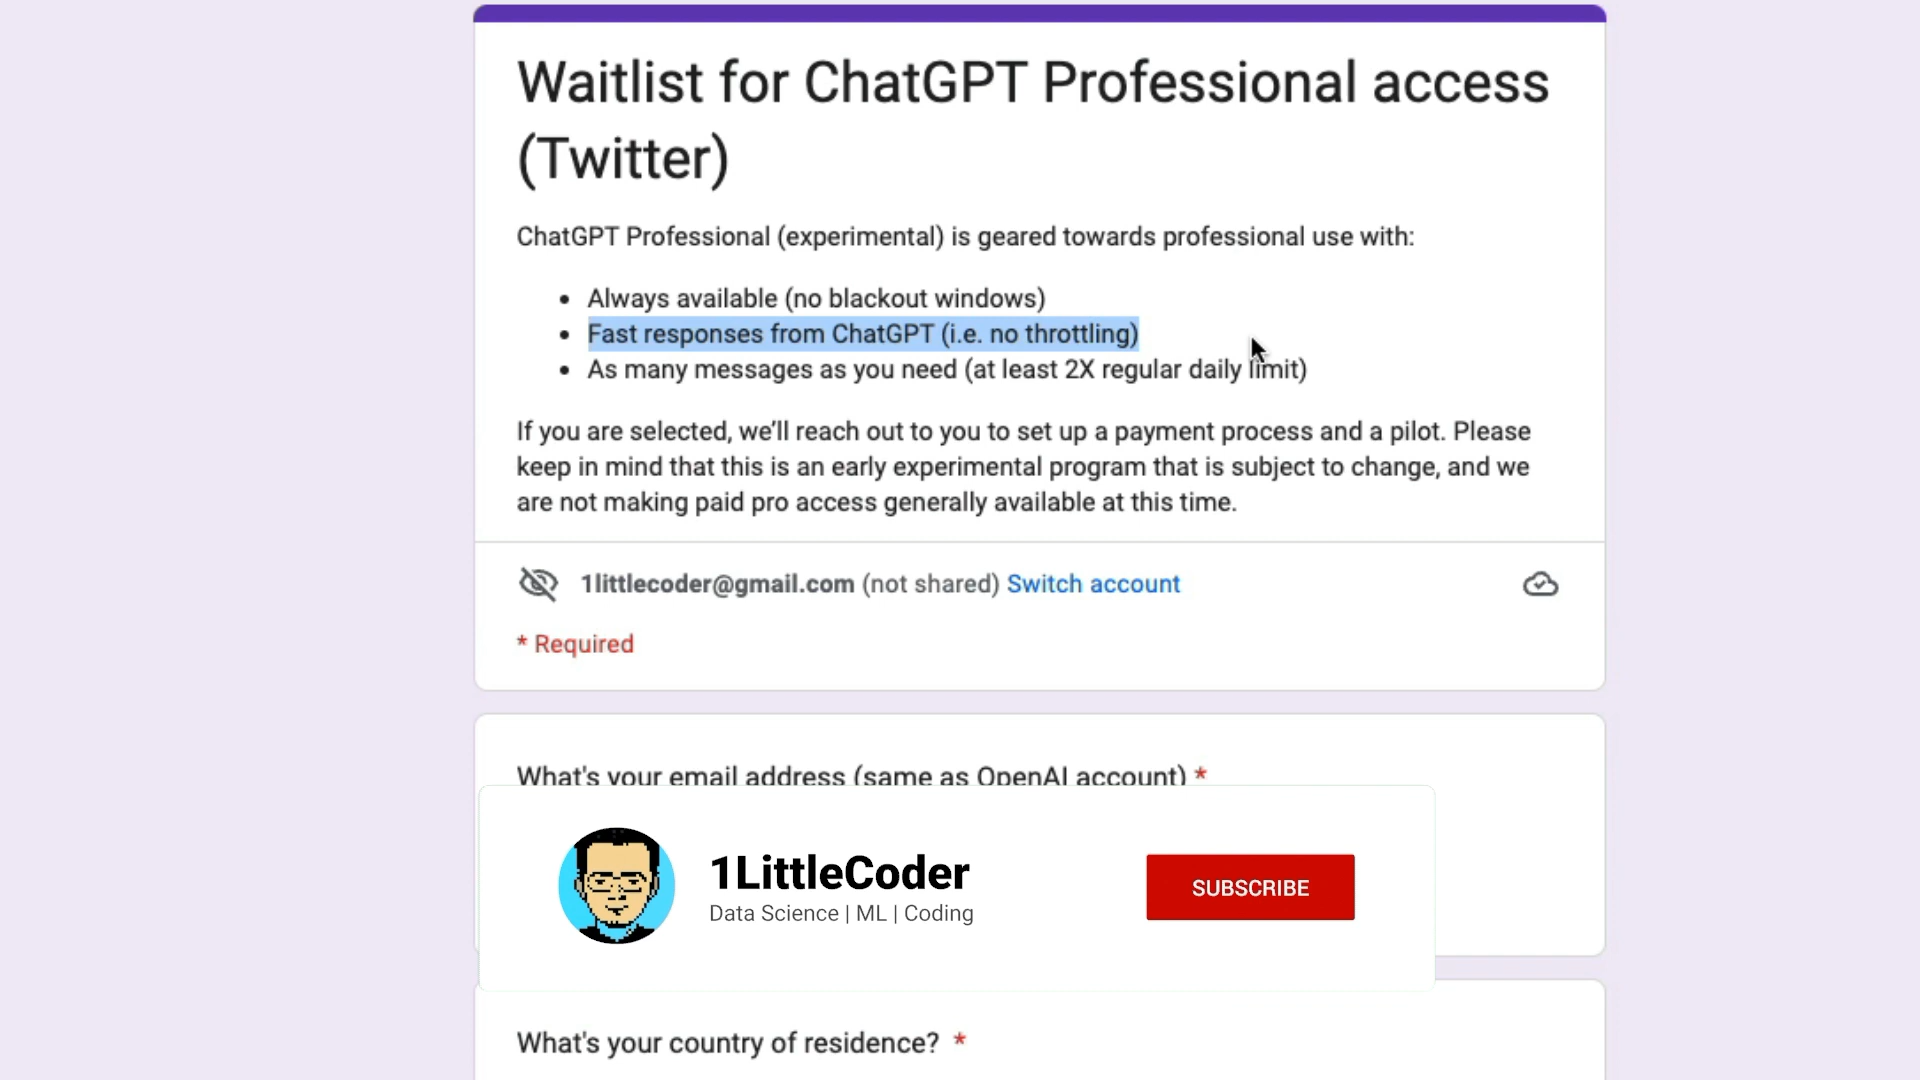 Waitlist for ChatGPT Professional access
(Twitter)
ChatGPT Professional (experimental) is geared towards professional use with:
• Always available (no blackout windows)
• Fast responses from ChatGPT (i.e. no throttling)
• As many messages as you need (at least 2X regular daily limit)
If you are selected, we'll reach out to you to set up a payment process and a pilot. Please
keep in mind that this is an early experimental program that is subject to change, and we
are not making paid pro access generally available at this time.
1littlecoder@gmail.com (not shared) Switch account
* Required
What's your email address (same as OpenAI account) *
1LittleCoder
Data Science | ML | Coding
SUBSCRIBE
What's your country of residence? *